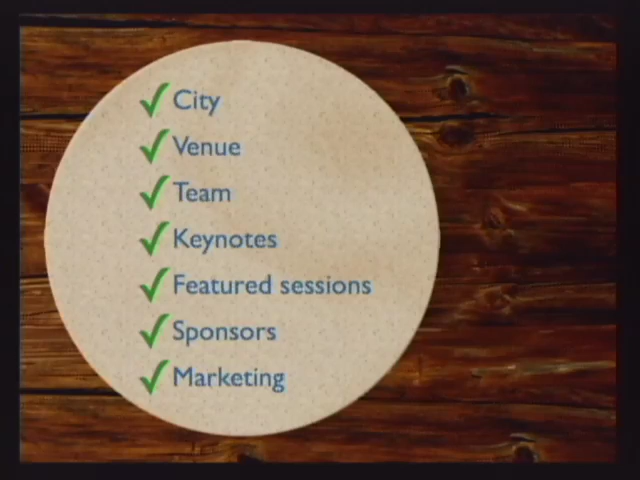 City
Venue
Team
Keynotes
Featured sessions
Sponsors
Marketing